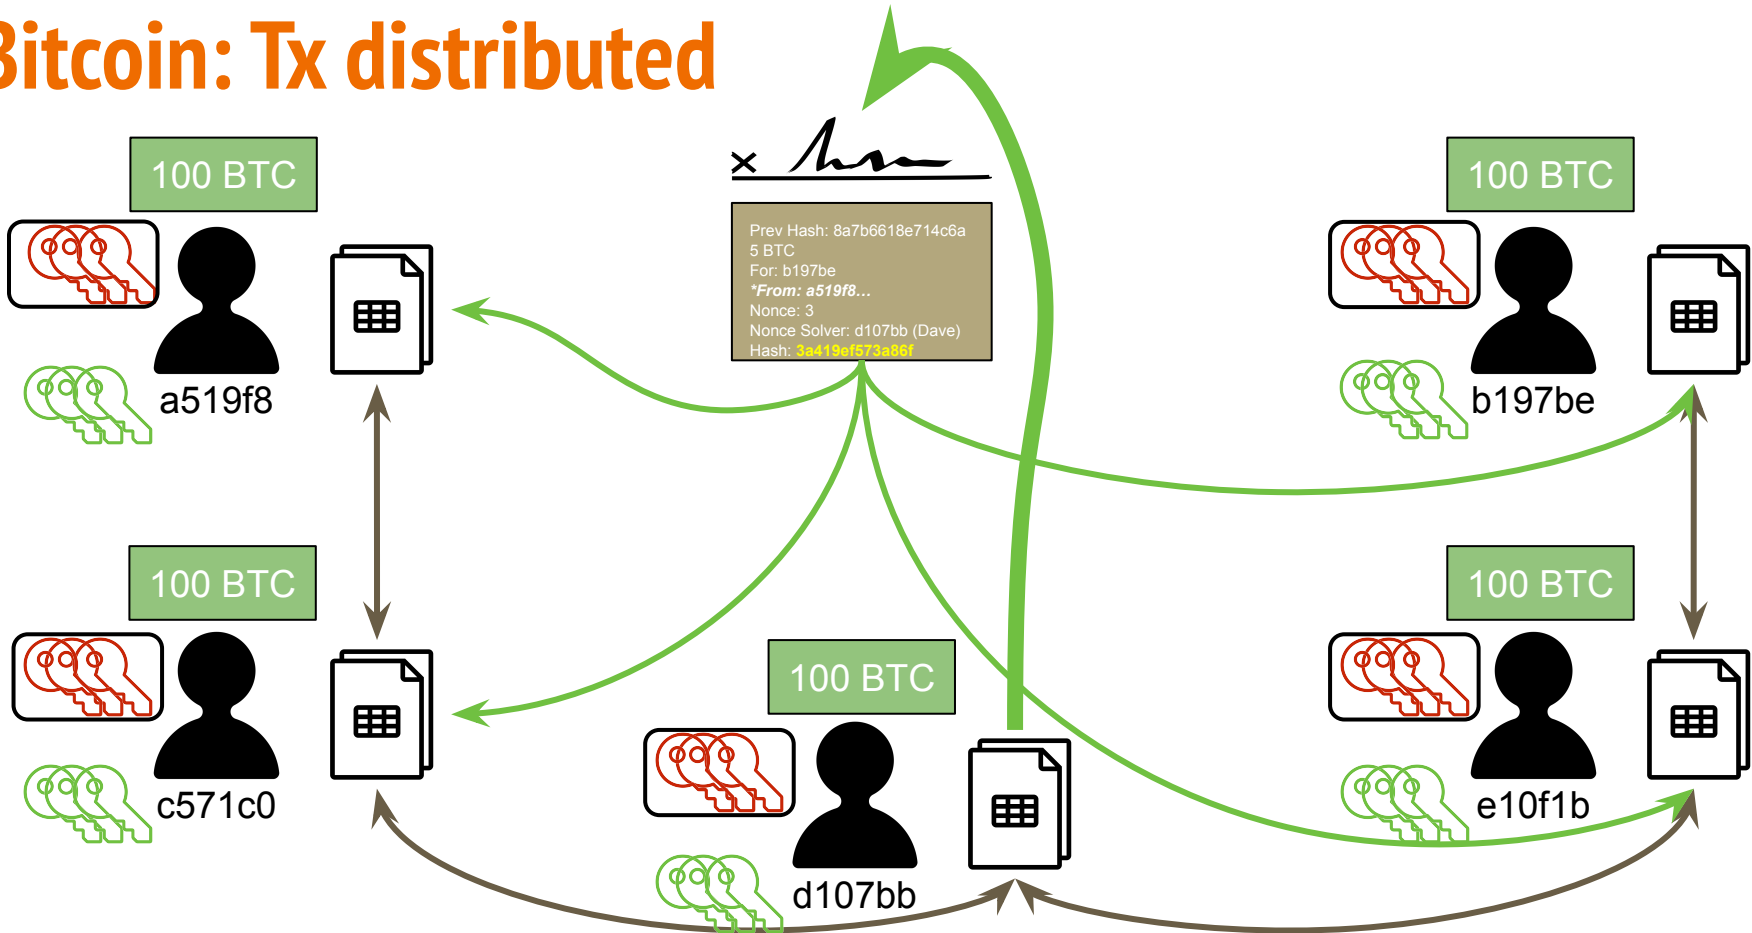 Bitcoin: Tx distributed
100 BTC
a519f8
Prev Hash: 8a7b6618e714c6a
5 BTC
For: b197be
*From: a519f8...
Nonce: 3
Nonce Solver: d107bb (Dave)
Hash: 3a419ef573a86f
100 BTC
b197be
100 BTC
c571c0
100 BTC
d107bb
100 BTC
e10f1b